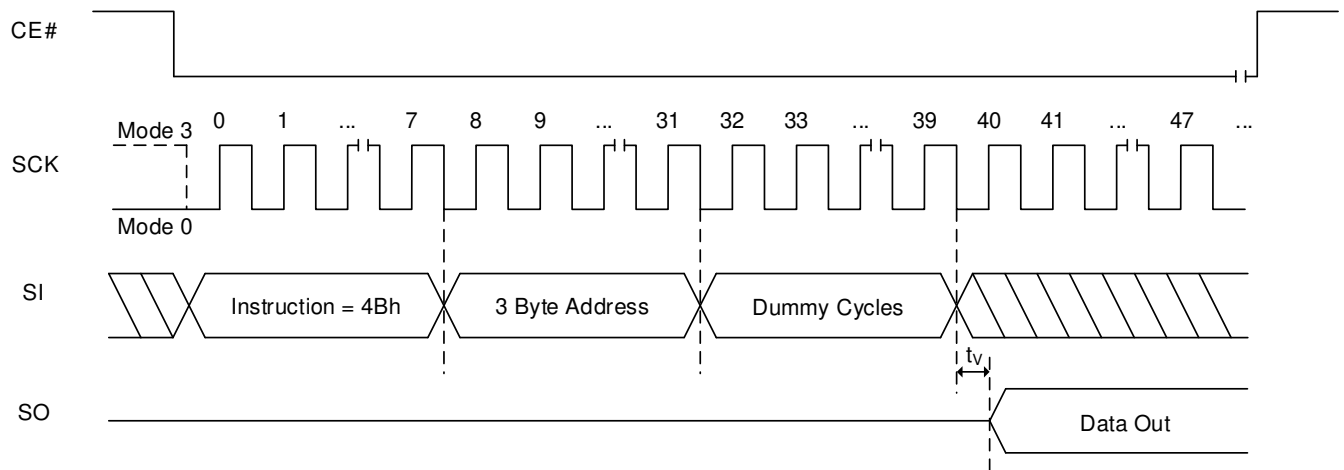 CE#
0 1 ... 7 8 9 ... 31 32 33 ... 39 40 41 ... 47 ...
Mode 3
SCK
Mode 0
SI
Instruction = 4Bh
3 Byte Address
Dummy Cycles
tV
SO
Data Out